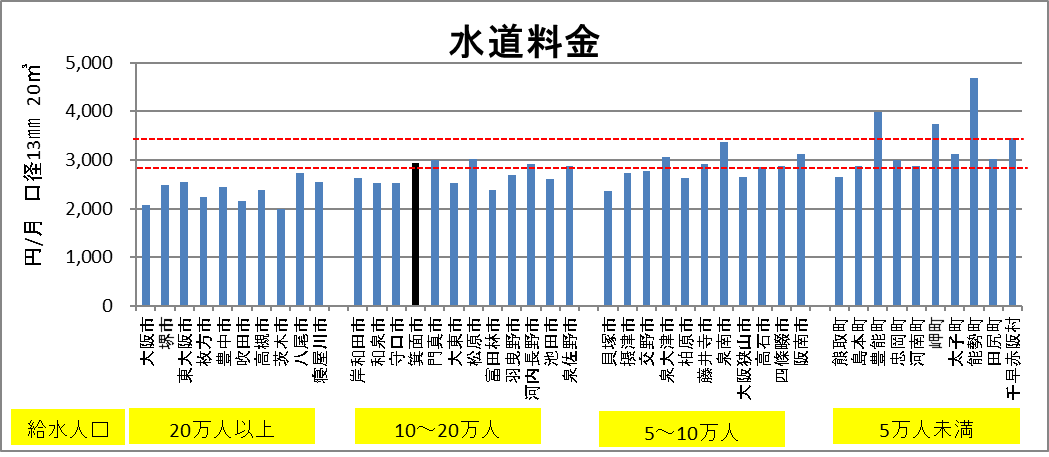 水道料金
円/月　口径13㎜ 20㎥
5,000
4,000
3,000
2,000
1,000
0
大阪市
堺市
東大阪市
枚方市
豊中市
吹田市
高槻市
茨木市
八尾市
寝屋川市
岸和田市
和泉市
守口市
箕面市
門真市
大東市
松原市
富田林市
羽曳野市
河内長野市
池田市
泉佐野市
貝塚市
摂津市
交野市
泉大津市
柏原市
藤井寺市
泉南市
大阪狭山市
高石市
四條畷市
阪南市
熊取町
島本町
豊能町
忠岡町
河南町
岬町
太子町
能勢町
田尻町
千早赤阪村
給水人口
20万人以上
10～20万人
5～10万人
5万人未満